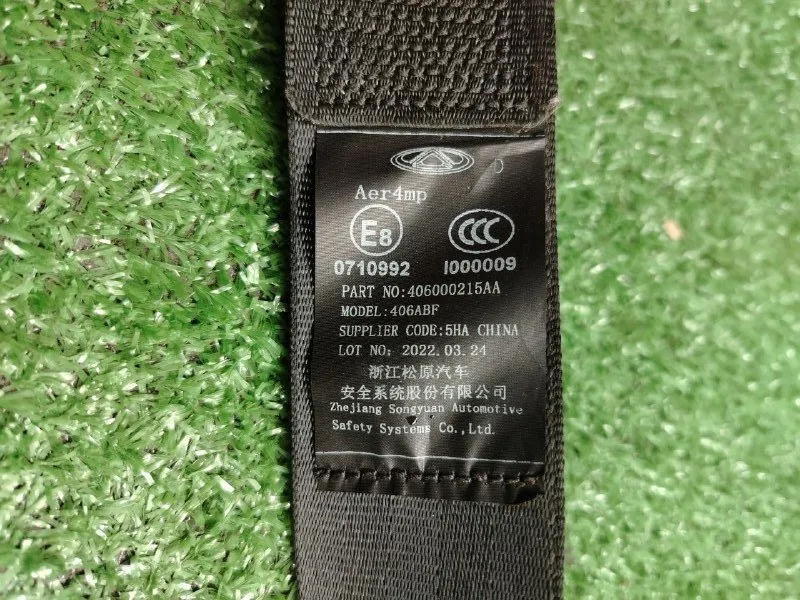 Aer4mp
E8
CCC
0710992 I000009
PART NO:406000215AA
MODEL:406ABF
SUPPLIER CODE:5HA CHINA
LOT NO: 2022.03.24
浙江松原汽车
安全系统股份有限公司
Zhejiang Songyuan Automotive
Safety Systems Co.,Ltd.